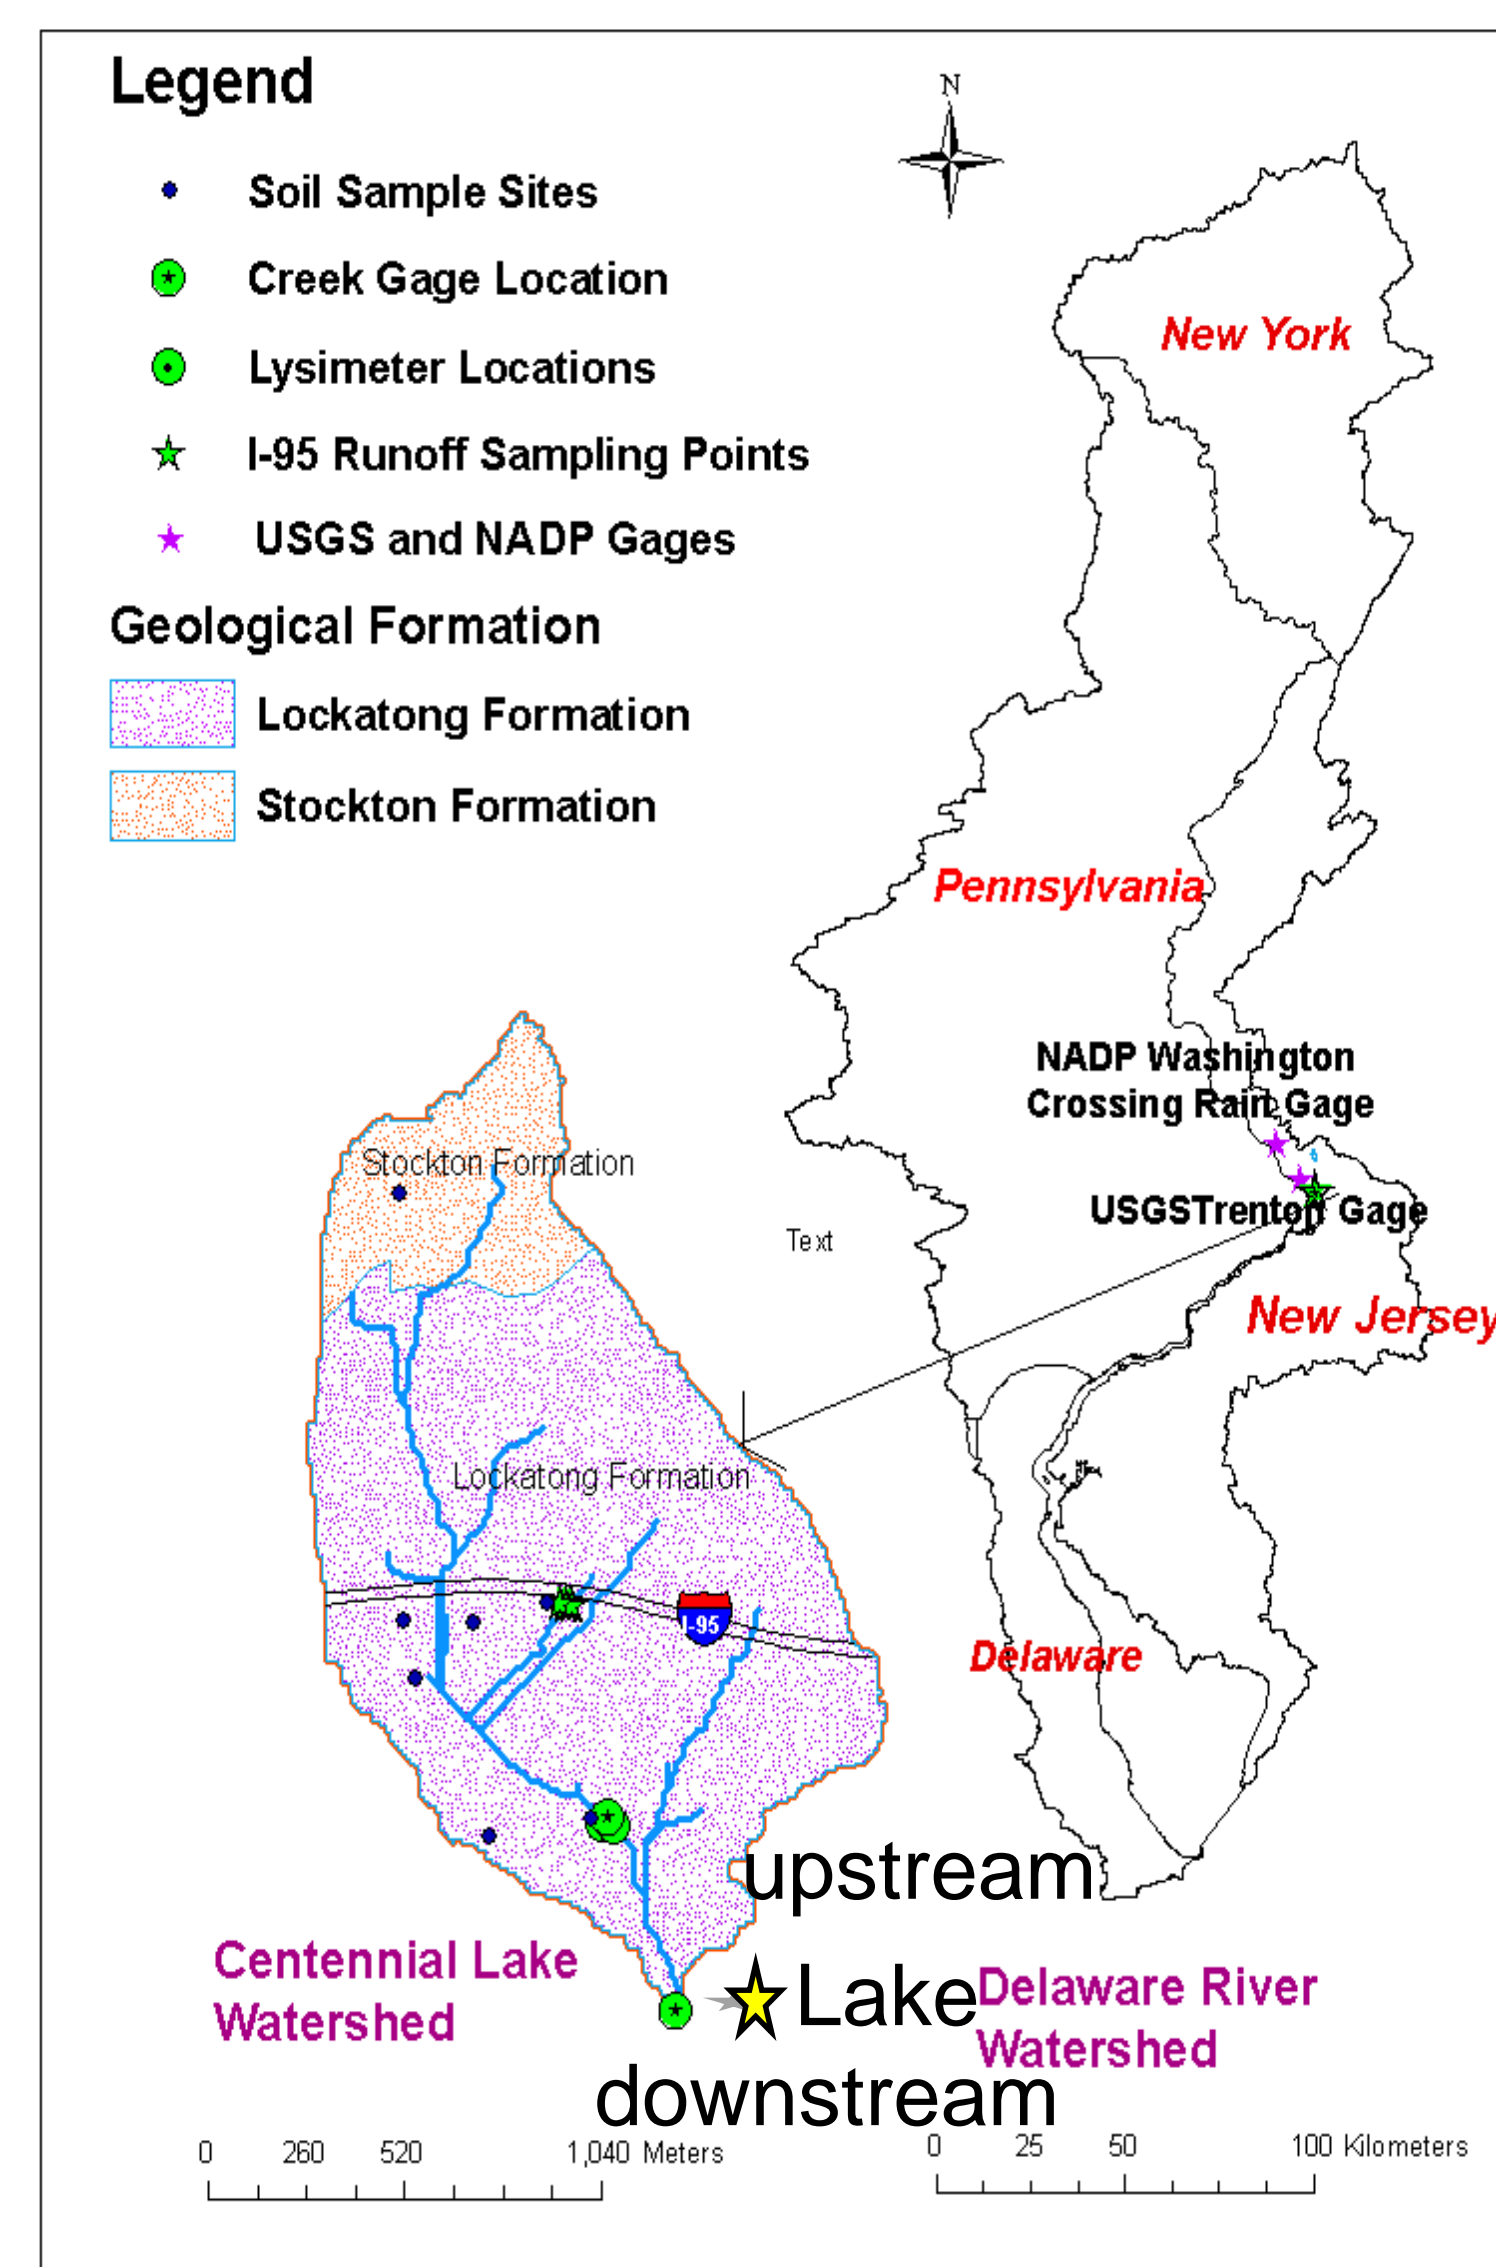 Legend
N
Soil Sample Sites
Creek Gage Location
Lysimeter Locations
I-95 Runoff Sampling Points
USGS and NADP Gages
Geological Formation
Lockatong Formation
Stockton Formation
New York
Pennsylvania
NADP Washington
Crossing Rain Gage
USGSTrenton Gage
New Jersey
Delaware
Stockton Formation
Text
Lockatong Formation
I-95
upstream
Centennial Lake
Watershed
Lake
Delaware River
Watershed
downstream
0 260 520 1,040 Meters
0 25 50 100 Kilometers